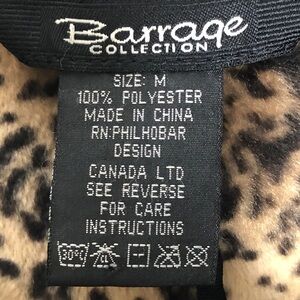 Barrage
COLLECTION
SIZE: M
100% POLYESTER
MADE IN CHINA
RN:PHILHOBAR
DESIGN
CANADA LTD
SEE REVERSE
FOR CARE
INSTRUCTIONS
30°C